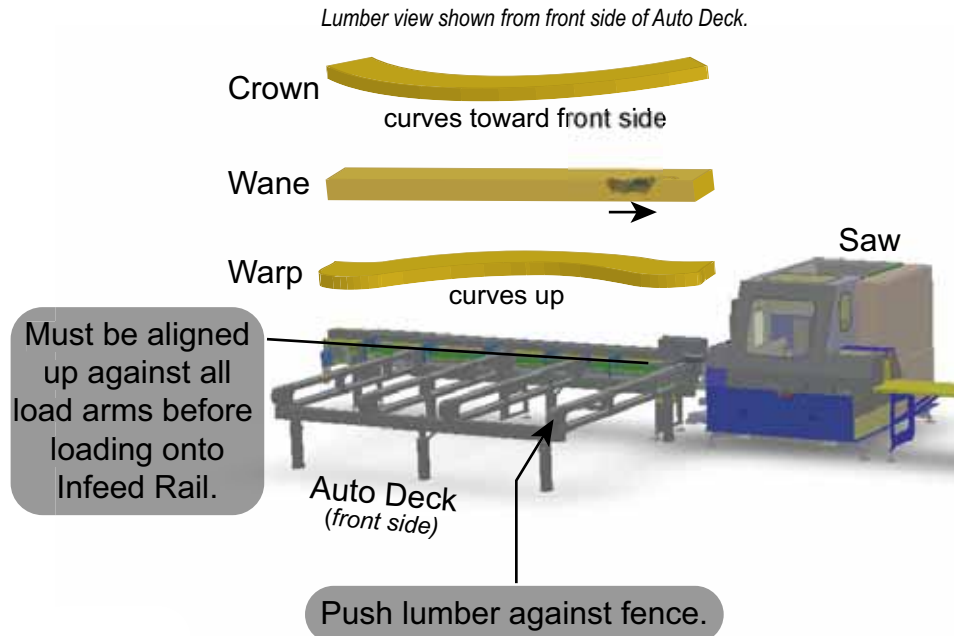 Lumber view shown from front side of Auto Deck.
Crown
curves toward front side
Wane
Warp
curves up
Saw
Must be aligned
up against all
load arms before
loading onto
Infeed Rail.
Auto Deck
(front side)
Push lumber against fence.